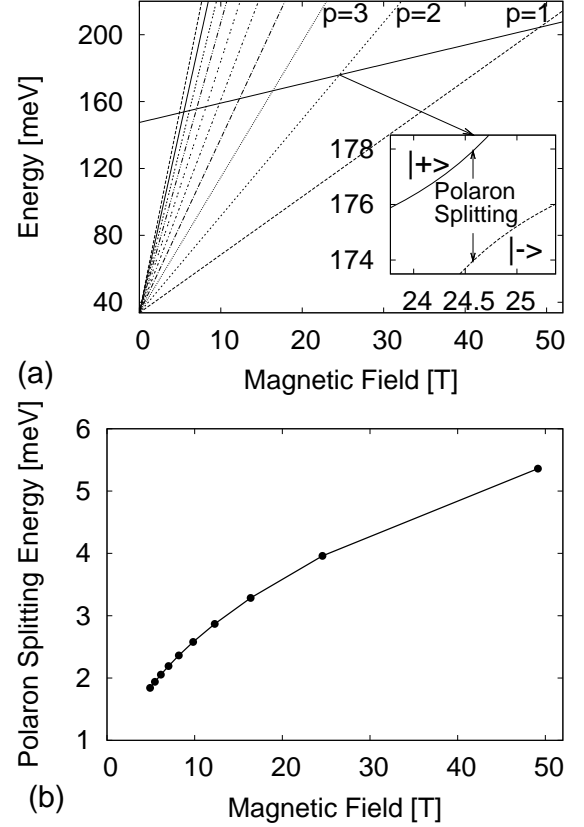 p=3 p=2 p=1
200
160
120
80
40
Energy [meV]
178
176
174
|+>
Polaron
Splitting
|->
24 24.5 25
0 10 20 30 40 50
Magnetic Field [T]
(a)
6
5
4
3
2
1
Polaron Splitting Energy [meV]
0 10 20 30 40 50
Magnetic Field [T]
(b)